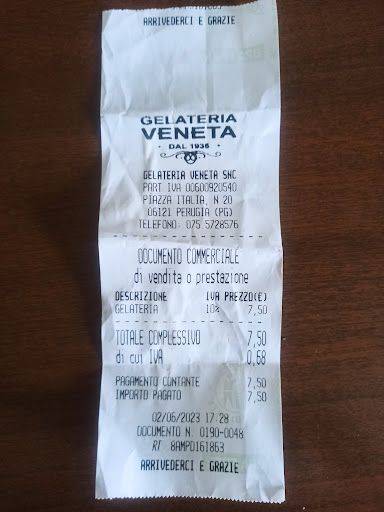 ARRIVEDERCI E GRAZIE
GELATERIA
VENETA
• DAL 1936 •
GELATERIA VENETA SNC
PART IVA 00600920540
PIAZZA ITALIA, N 20
06121 PERUGIA (PG)
TELEFONO: 075 5728576
DOCUMENTO COMMERCIALE
di vendita o prestazione
DESCRIZIONE IVA PREZZO(€)
GELATERIA 10% 7,50
TOTALE COMPLESSIVO 7,50
di cui IVA 0,68
PAGAMENTO CONTANTE 7,50
IMPORTO PAGATO 7,50
02/06/2023 17:28
DOCUMENTO N. 0190-0048
RT 8AMPD161863
ARRIVEDERCI E GRAZIE